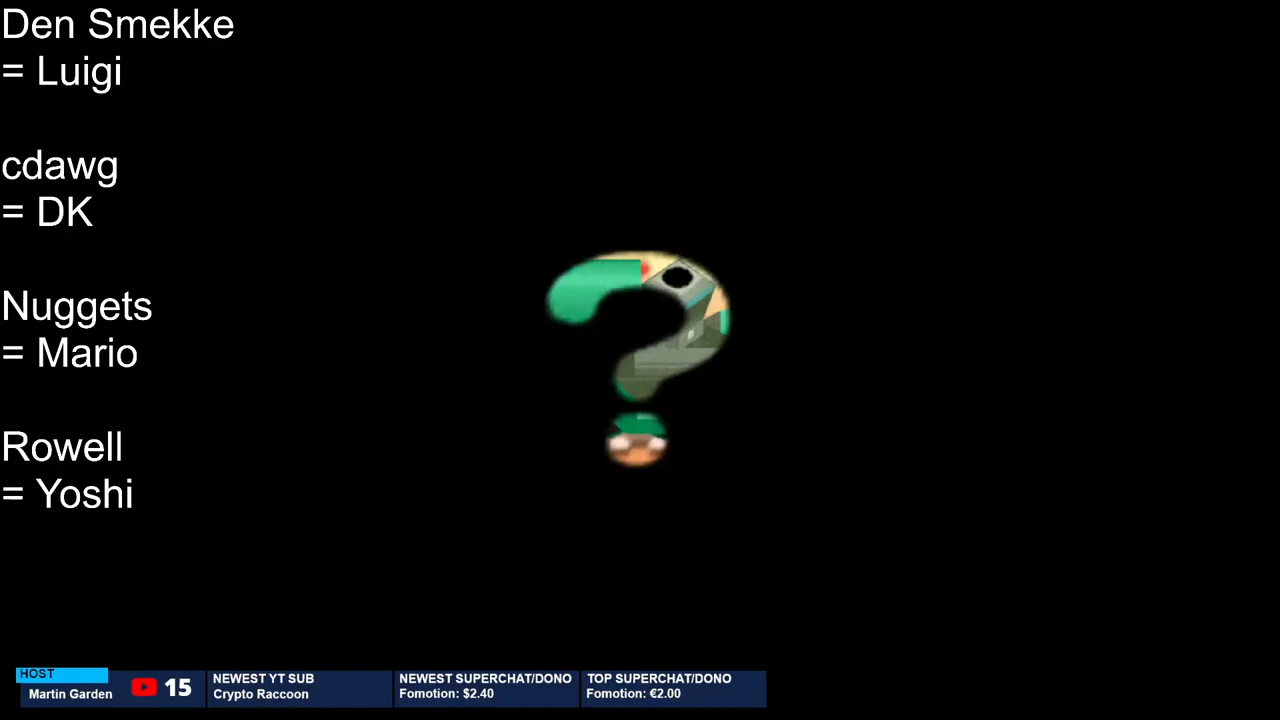 Den Smekke
= Luigi
cdawg
= DK
Nuggets
= Mario
Rowell
= Yoshi
?
HOST
Martin Garden
15
NEWEST YT SUB
Crypto Raccoon
NEWEST SUPERCHAT/DONO
Fomotion: $2.40
TOP SUPERCHAT/DONO
Fomotion: €2.00